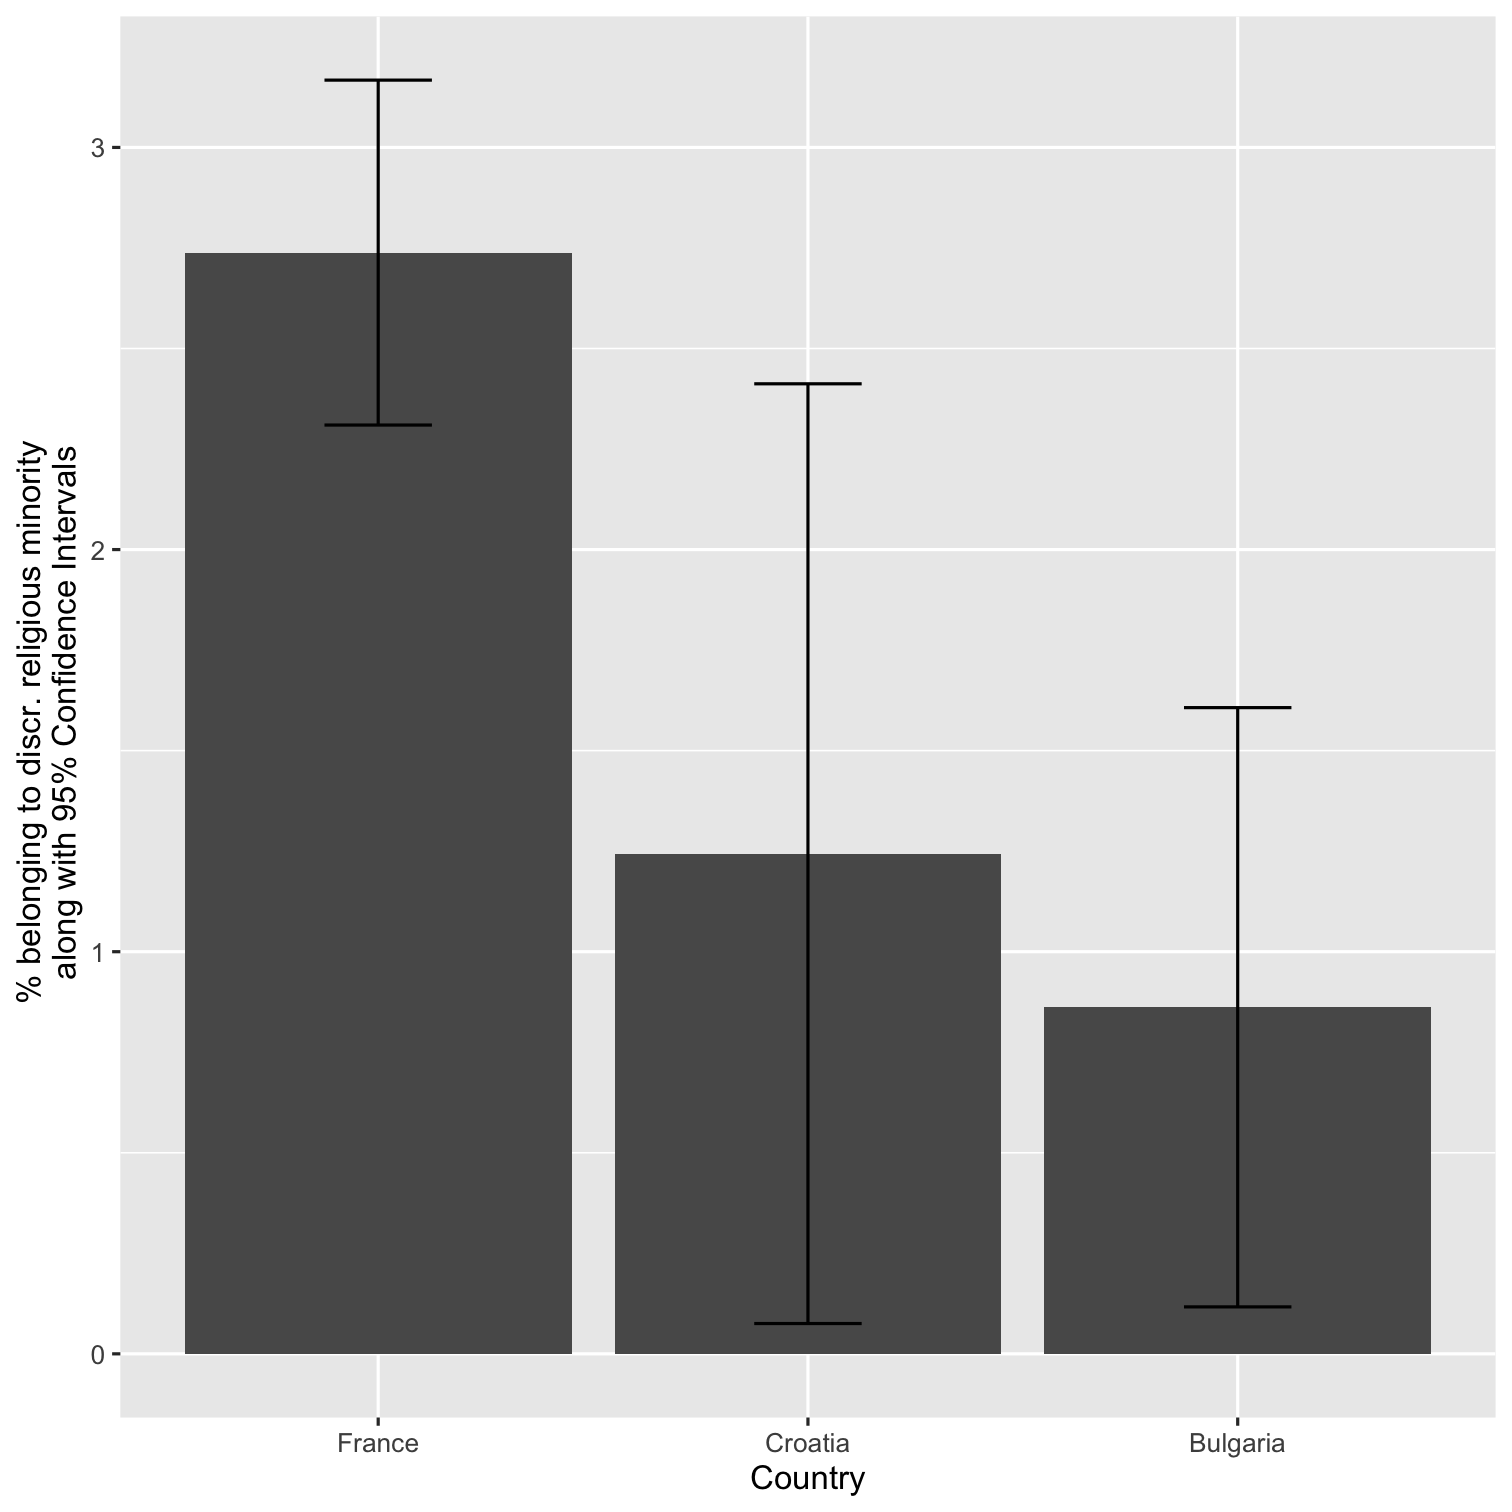 % belonging to discr. religious minority
along with 95% Confidence Intervals
3
2
1
0
France
Croatia
Bulgaria
Country